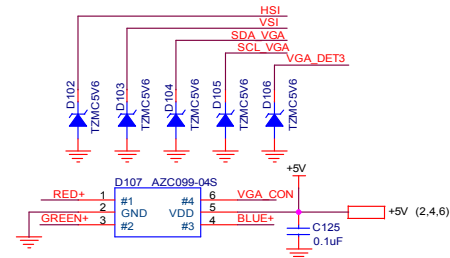 HSI
VSI
SDA_VGA
SCL_VGA
VGA_DET3
D102 TZMC5V6
D103 TZMC5V6
D104 TZMC5V6
D105 TZMC5V6
D106 TZMC5V6
D107 AZC099-04S
+5V
RED+ 1 #1 #4 6 VGA_CON
2 GND VDD 5 +5V (2,4,6)
GREEN+ 3 #2 #3 4 BLUE+
C125
0.1uF